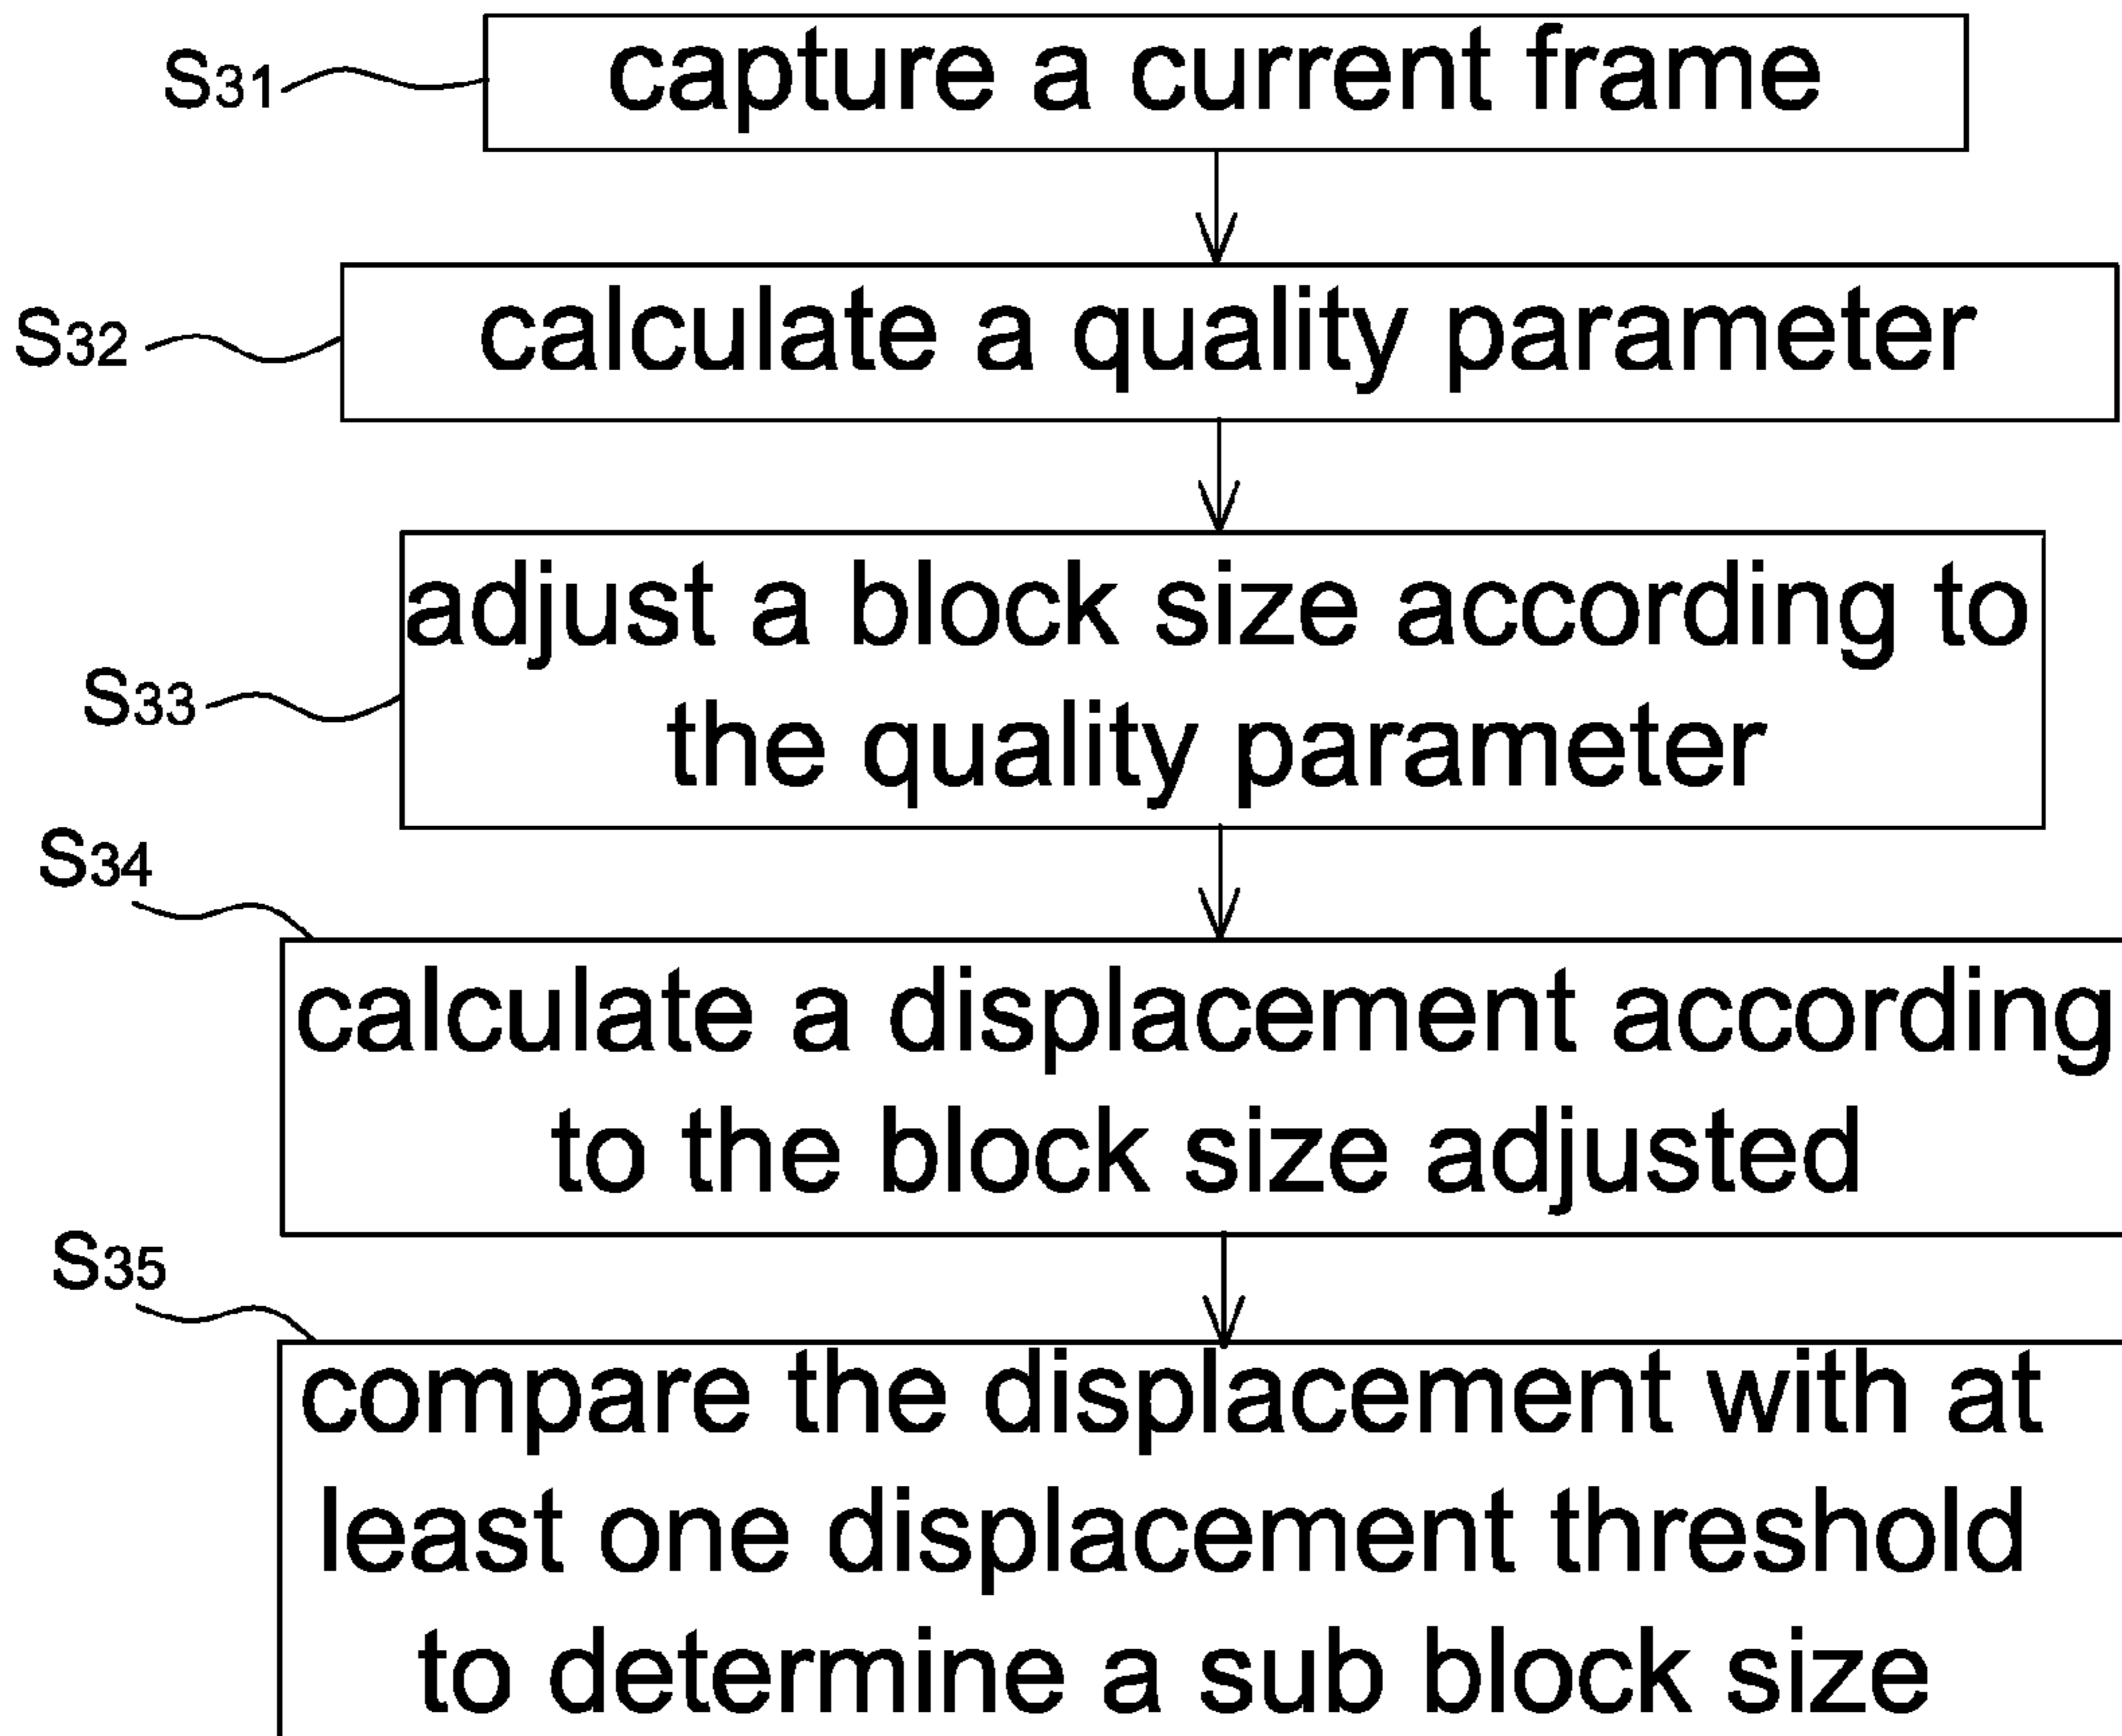 S31
capture a current frame
S32
calculate a quality parameter
S33
adjust a block size according to
the quality parameter
S34
calculate a displacement according
to the block size adjusted
S35
compare the displacement with at
least one displacement threshold
to determine a sub block size